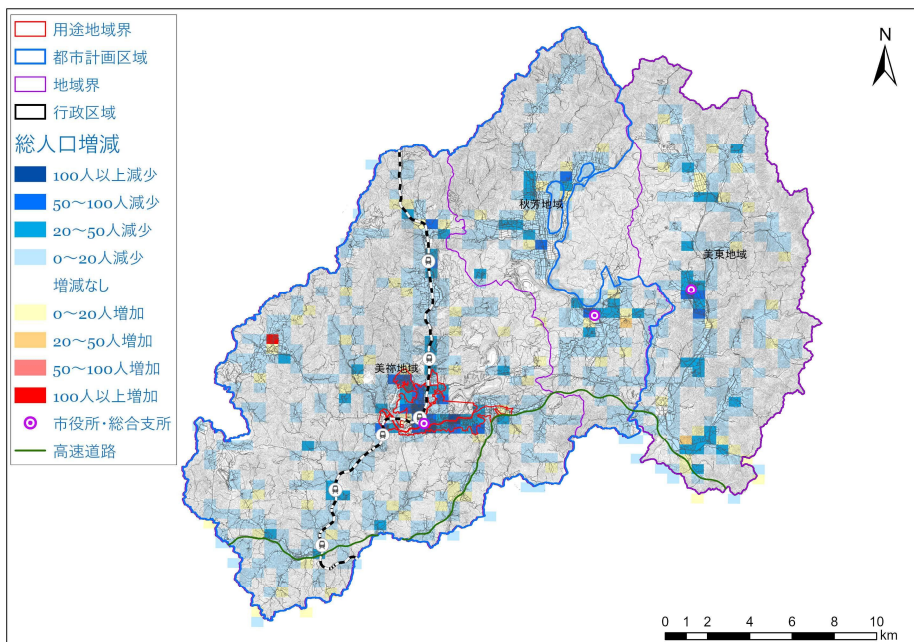 用途地域界
都市計画区域
地域界
行政区域
総人口増減
100人以上減少
50～100人減少
20～50人減少
0～20人減少
増減なし
0～20人増加
20～50人増加
50～100人増加
100人以上増加
市役所・総合支所
高速道路
N
秋芳地域
美東地域
美祢地域
0 1 2 4 6 8 10
km